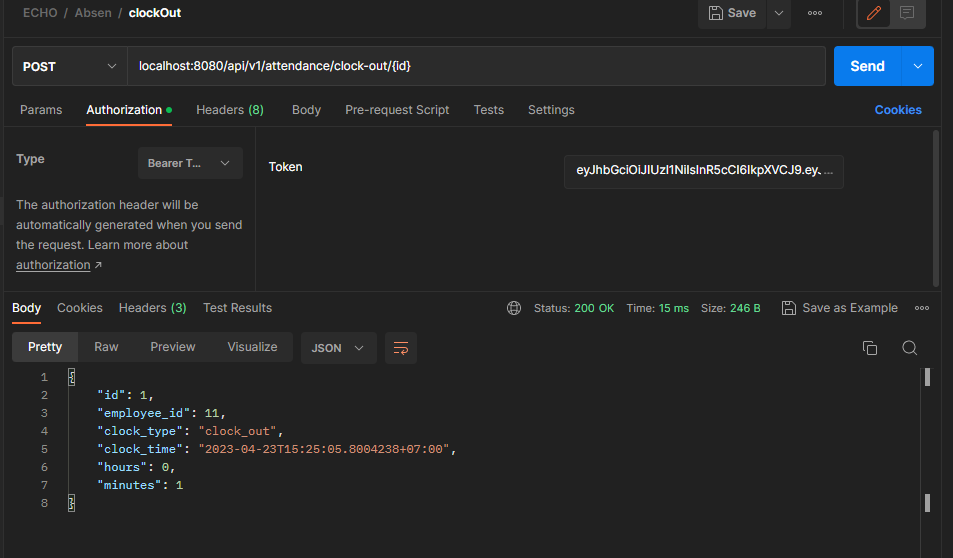 ECHO / Absen / clockOut
Save
POST
localhost:8080/api/v1/attendance/clock-out/{id}
Send
Params Authorization Headers (8) Body Pre-request Script Tests Settings Cookies
Type
Bearer T...
Token
eyJhbGciOiJIUzI1NiIsInR5cCI6IkpXVCJ9.ey. ...
The authorization header will be
automatically generated when you send
the request. Learn more about
authorization ↗
Body Cookies Headers (3) Test Results
Status: 200 OK Time: 15 ms Size: 246 B Save as Example
Pretty Raw Preview Visualize JSON
1 {
2 "id": 1,
3 "employee_id": 11,
4 "clock_type": "clock_out",
5 "clock_time": "2023-04-23T15:25:05.8004238+07:00",
6 "hours": 0,
7 "minutes": 1
8 }